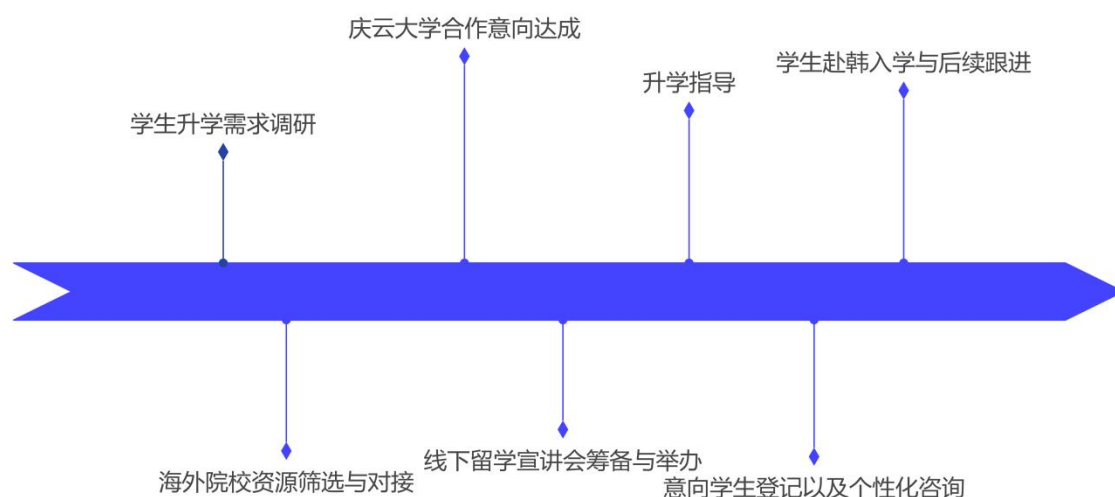 庆云大学合作意向达成
学生赴韩入学与后续跟进
升学指导
学生升学需求调研
线下留学宣讲会筹备与举办
海外院校资源筛选与对接
意向学生登记以及个性化咨询